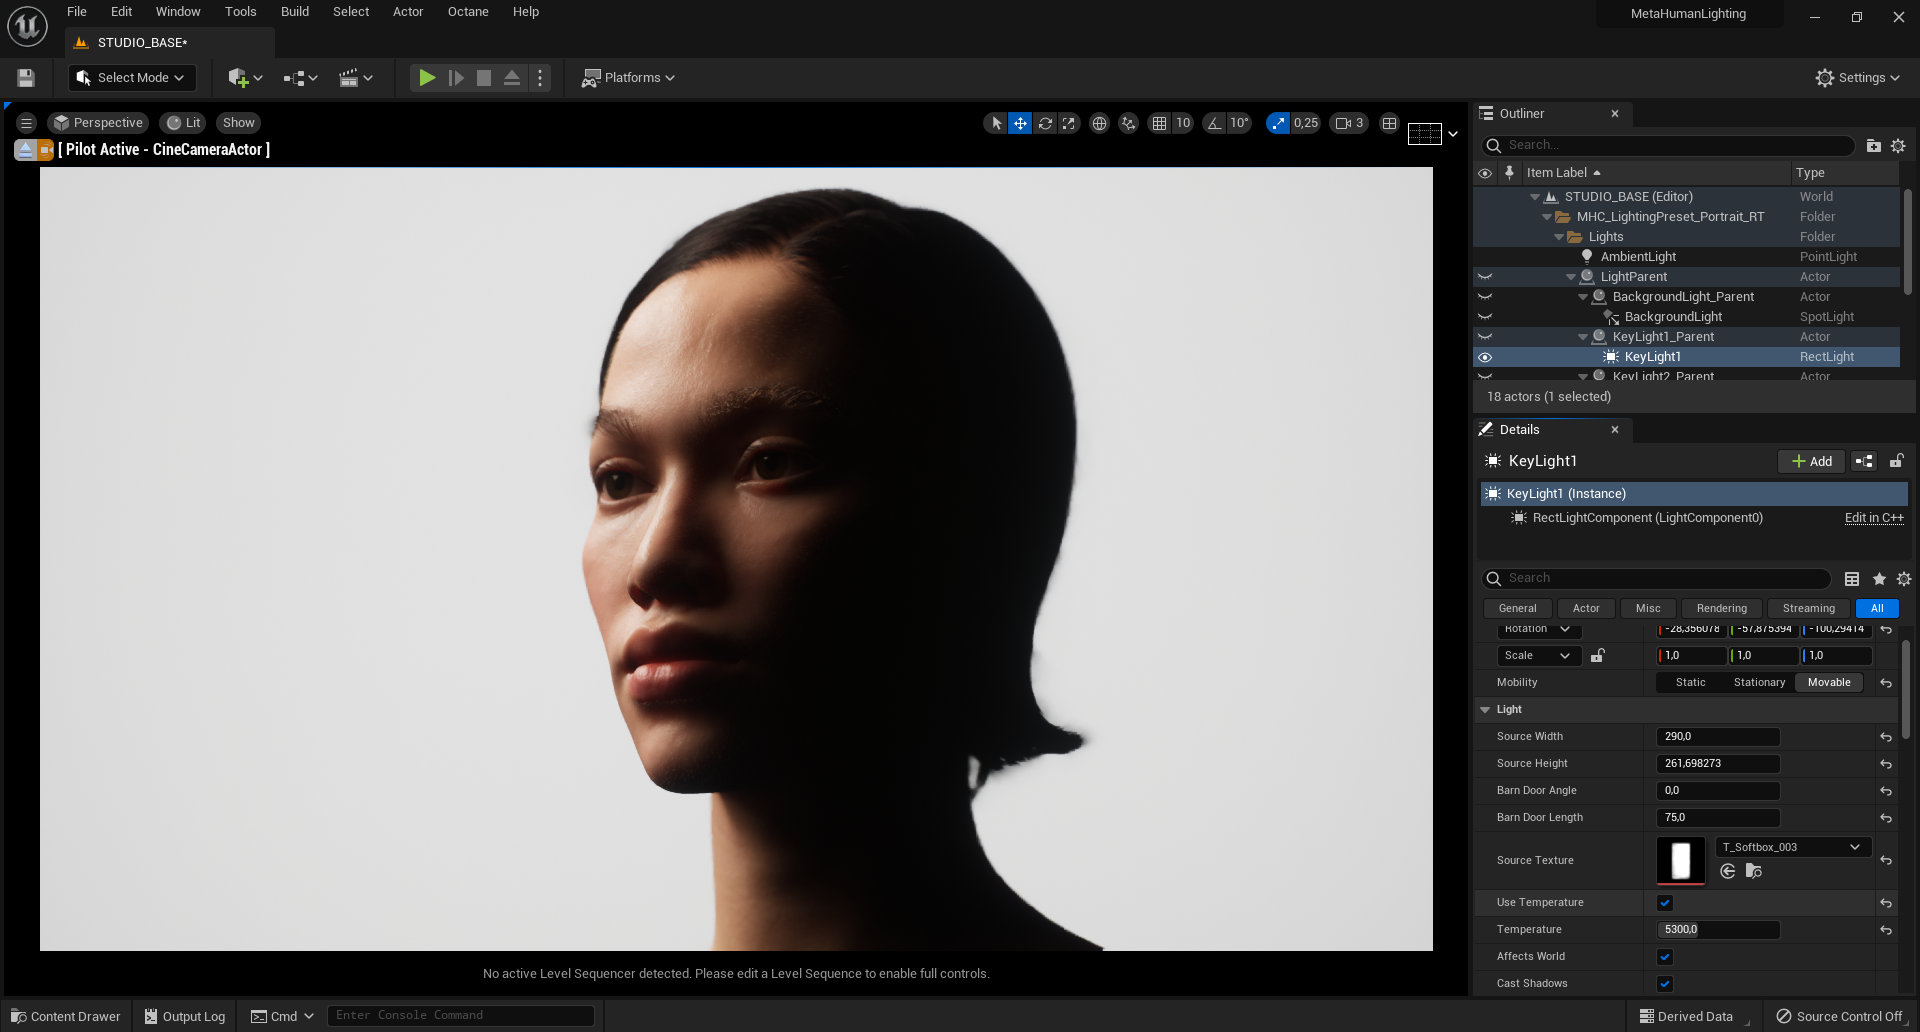 File Edit Window Tools Build Select Actor Octane Help
MetaHumanLighting
STUDIO_BASE*
Select Mode
Platforms
Settings
Perspective Lit Show
10 10° 0,25 3
[ Pilot Active - CineCameraActor ]
No active Level Sequencer detected. Please edit a Level Sequence to enable full controls.
Outliner
Search...
Item Label Type
STUDIO_BASE (Editor) World
MHC_LightingPreset_Portrait_RT Folder
Lights Folder
AmbientLight PointLight
LightParent Actor
BackgroundLight_Parent Actor
BackgroundLight SpotLight
KeyLight1_Parent Actor
KeyLight1 RectLight
KeyLight2_Parent Actor
18 actors (1 selected)
Details
KeyLight1
Add
KeyLight1 (Instance)
RectLightComponent (LightComponent0) Edit in C++
Search
General Actor Misc Rendering Streaming All
Rotation -28,356078 -57,875394 -100,29414
Scale 1,0 1,0 1,0
Mobility Static Stationary Movable
Light
Source Width 290,0
Source Height 261,698273
Barn Door Angle 0,0
Barn Door Length 75,0
Source Texture T_Softbox_003
Use Temperature
Temperature 5300,0
Affects World
Cast Shadows
Content Drawer Output Log Cmd Enter Console Command Derived Data Source Control Off